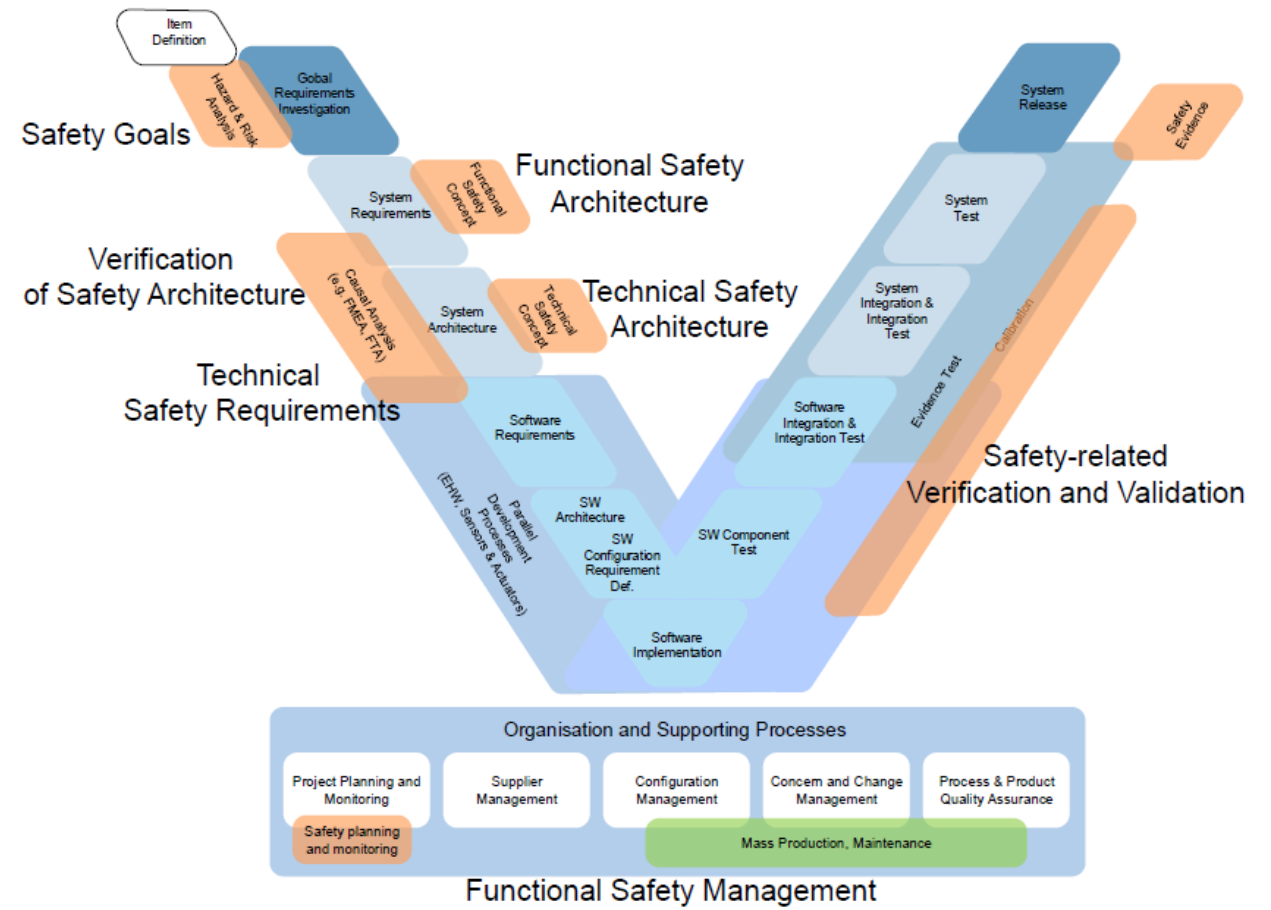 Item
Definition
Hazard & Risk
Analysis
Gobal
Requirements
Investigation
Safety Goals
System
Requirements
Functional
Safety
Concept
Functional Safety
Architecture
Verification
of Safety Architecture
Causal Analysis
(e.g. FMEA, FTA)
System
Architecture
Technical
Safety
Concept
Technical Safety
Architecture
Technical
Safety Requirements
Software
Requirements
Parallel
Development
Processes
(EHW, Sensors & Actuators)
SW
Architecture
SW
Configuration
Requirement
Def.
Software
Implementation
SW Component
Test
Software
Integration &
Integration Test
System
Integration &
Integration
Test
System
Test
System
Release
Safety
Evidence
Evidence Test
Calibration
Safety-related
Verification and Validation
Organisation and Supporting Processes
Project Planning and
Monitoring
Supplier
Management
Configuration
Management
Concern and Change
Management
Process & Product
Quality Assurance
Safety planning
and monitoring
Mass Production, Maintenance
Functional Safety Management